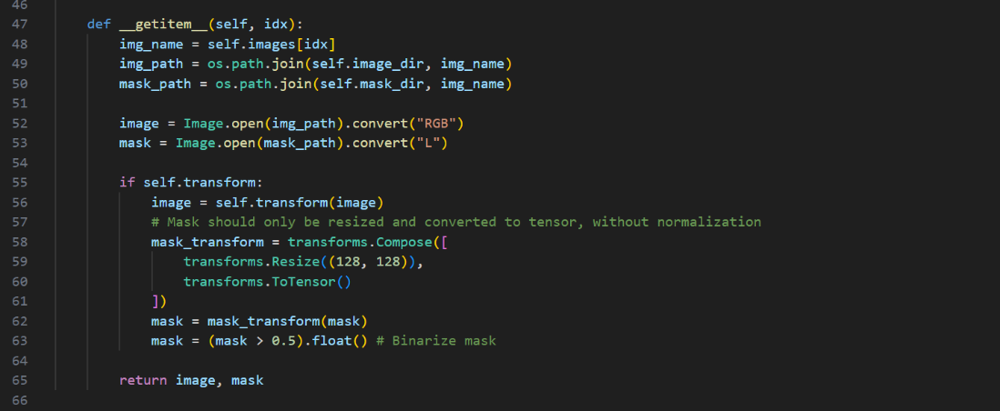 46
47 def __getitem__(self, idx):
48 img_name = self.images[idx]
49 img_path = os.path.join(self.image_dir, img_name)
50 mask_path = os.path.join(self.mask_dir, img_name)
51
52 image = Image.open(img_path).convert("RGB")
53 mask = Image.open(mask_path).convert("L")
54
55 if self.transform:
56 image = self.transform(image)
57 # Mask should only be resized and converted to tensor, without normalization
58 mask_transform = transforms.Compose([
59 transforms.Resize((128, 128)),
60 transforms.ToTensor()
61 ])
62 mask = mask_transform(mask)
63 mask = (mask > 0.5).float() # Binarize mask
64
65 return image, mask
66